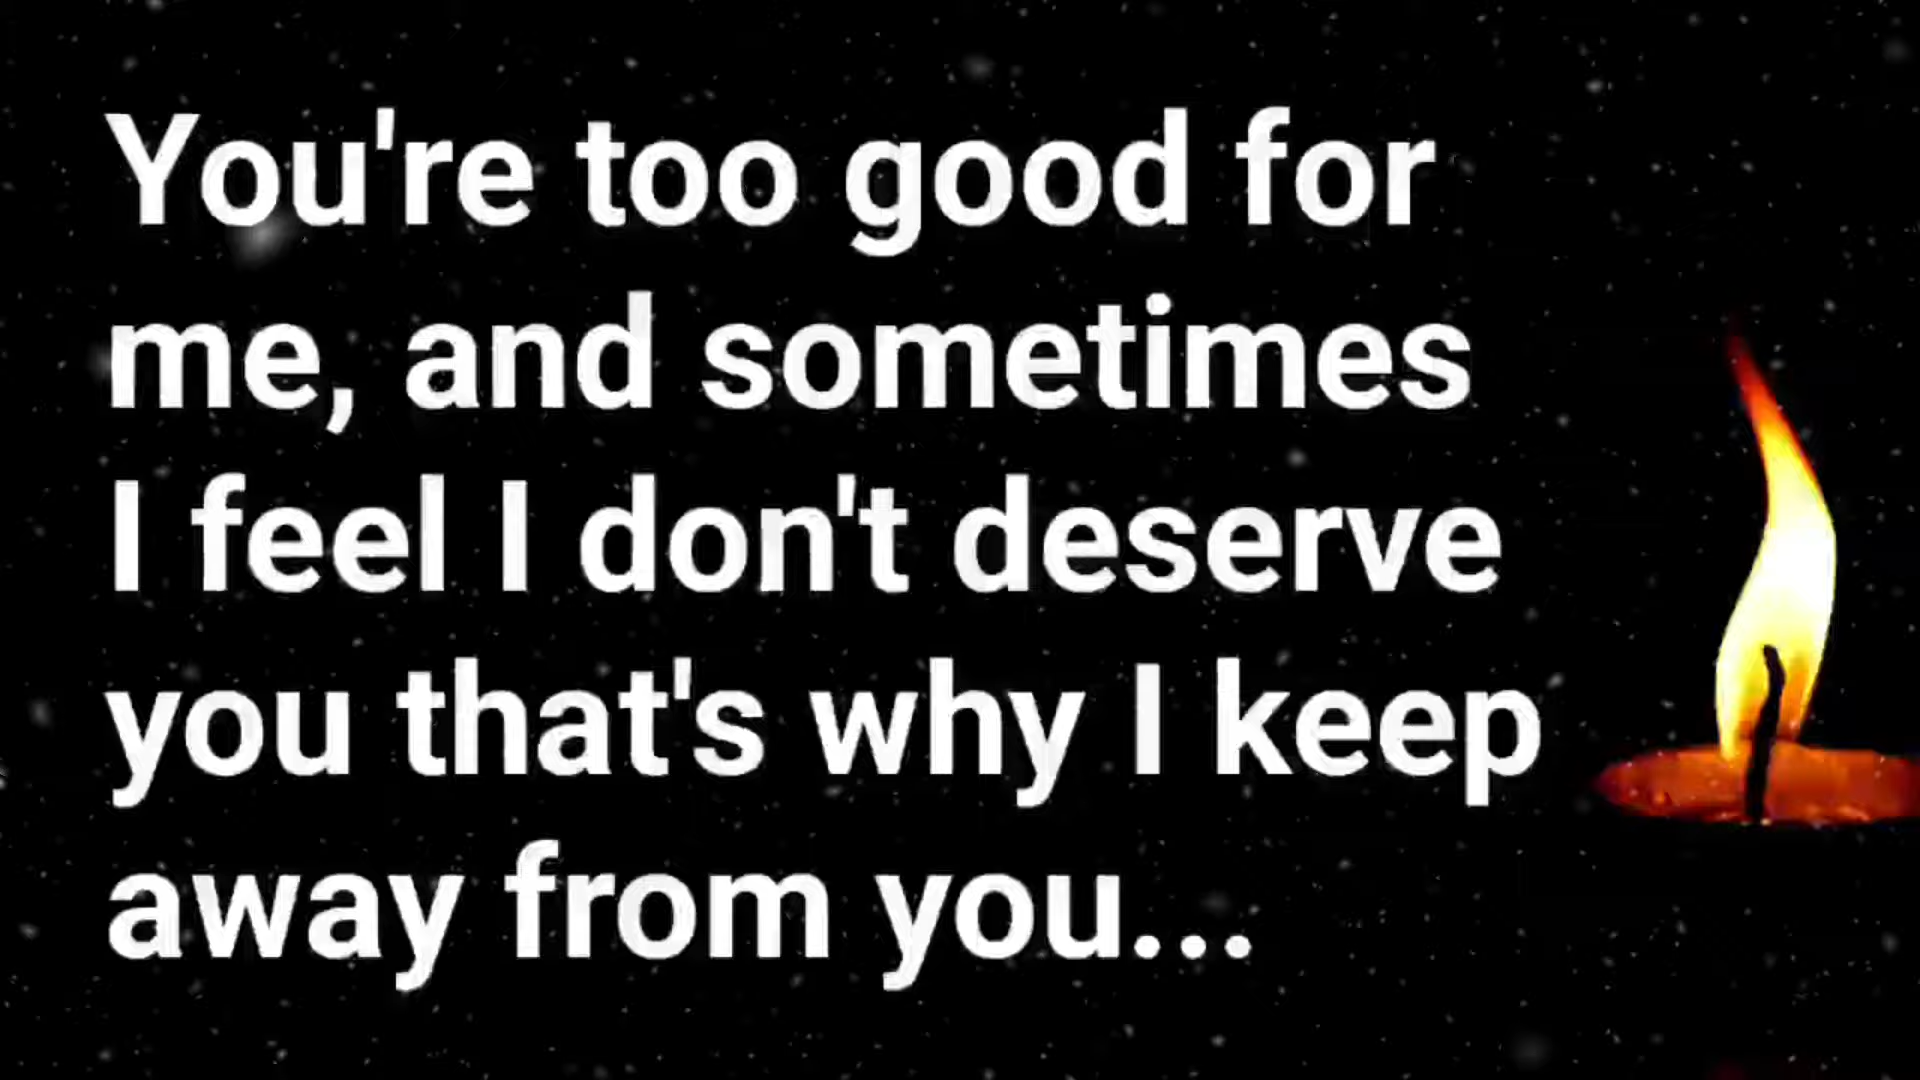 You're too good for
me, and sometimes
I feel I don't deserve
you that's why I keep
away from you...